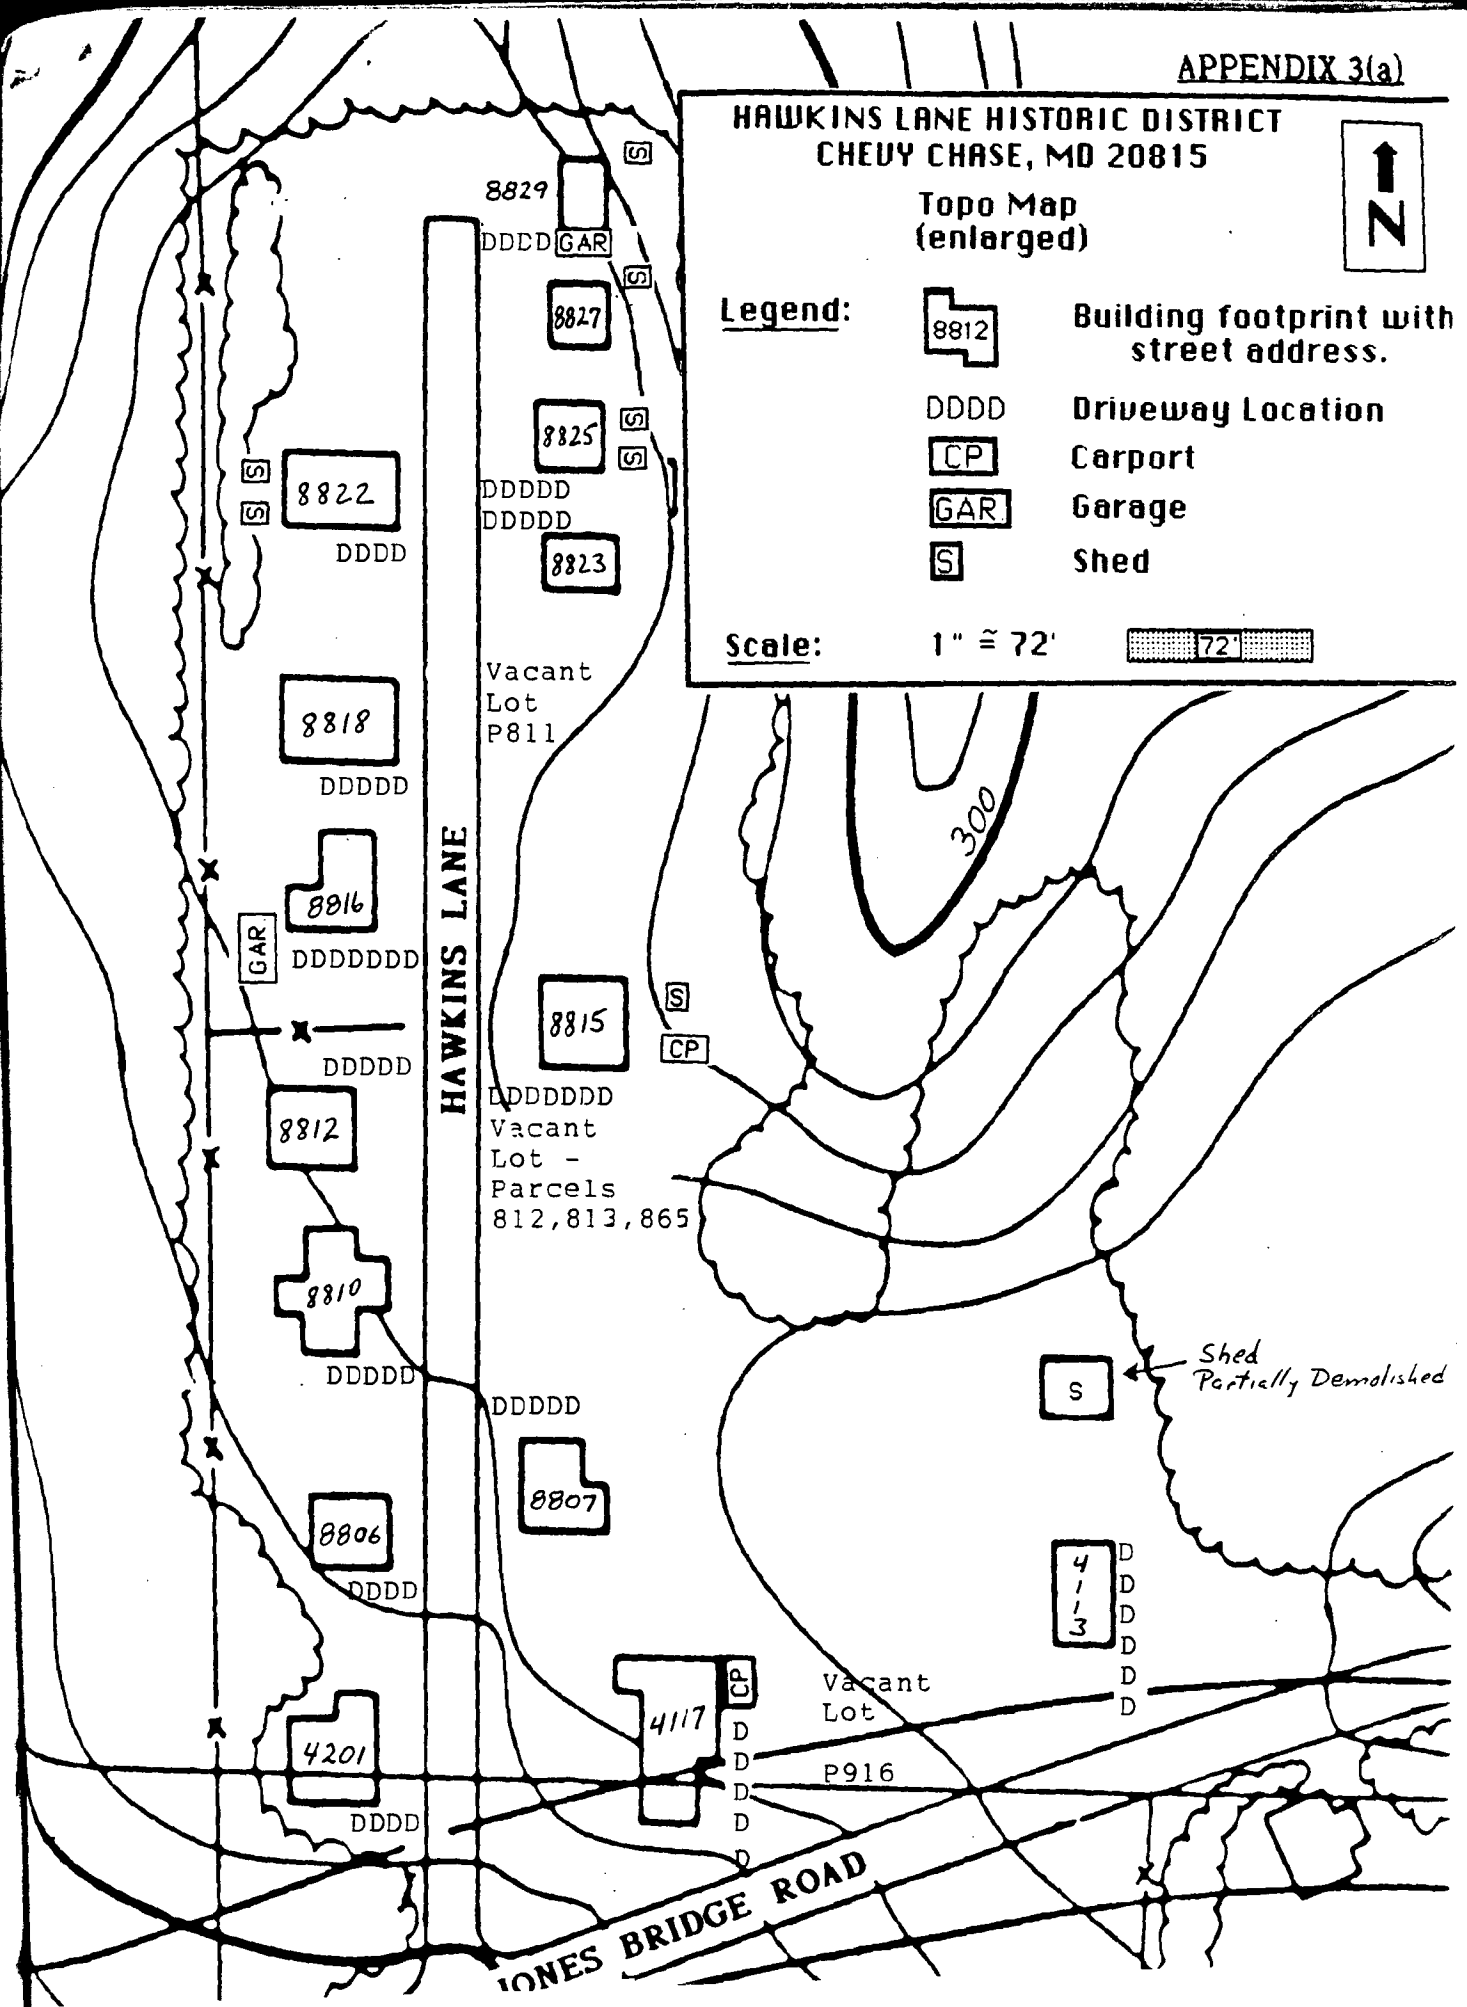 APPENDIX 3(a)
HAWKINS LANE HISTORIC DISTRICT
CHEVY CHASE, MD 20815
Topo Map
(enlarged)
N
Legend:
8812
Building footprint with
street address.
DDDD
Driveway Location
CP
Carport
GAR
Garage
S
Shed
Scale:
1" ≅ 72'
72'
S
8829
DDDD
GAR
S
8827
8825
S
S
S
S
8822
DDDDD
DDDDD
DDDD
8823
Vacant
Lot
P811
8818
DDDDD
300
8816
GAR
DDDDDDD
HAWKINS LANE
8815
S
CP
DDDDD
DDDDDDD
8812
Vacant
Lot -
Parcels
812,813,865
8810
DDDDD
DDDDD
S
Shed
Partially Demolished
8807
8806
DDDD
4113
D
D
D
D
D
D
4117
CP
Vacant
Lot
P916
D
D
D
D
D
4201
DDDD
JONES BRIDGE ROAD